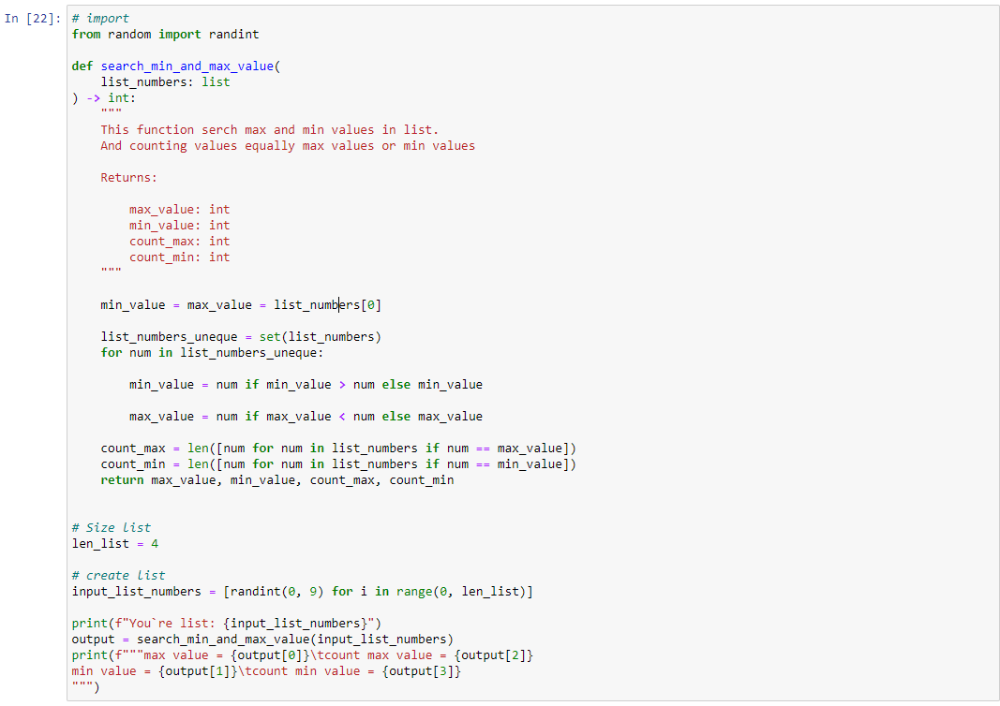 In [22]: # import
from random import randint
def search_min_and_max_value(
    list_numbers: list
) -> int:
    """
    This function serch max and min values in list.
    And counting values equally max values or min values
    Returns:
        max_value: int
        min_value: int
        count_max: int
        count_min: int
    """
    min_value = max_value = list_numbers[0]
    list_numbers_uneque = set(list_numbers)
    for num in list_numbers_uneque:
        min_value = num if min_value > num else min_value
        max_value = num if max_value < num else max_value
    count_max = len([num for num in list_numbers if num == max_value])
    count_min = len([num for num in list_numbers if num == min_value])
    return max_value, min_value, count_max, count_min
# Size list
len_list = 4
# create list
input_list_numbers = [randint(0, 9) for i in range(0, len_list)]
print(f"You`re list: {input_list_numbers}")
output = search_min_and_max_value(input_list_numbers)
print(f"""max value = {output[0]}\tcount max value = {output[2]}
min value = {output[1]}\tcount min value = {output[3]}
""")